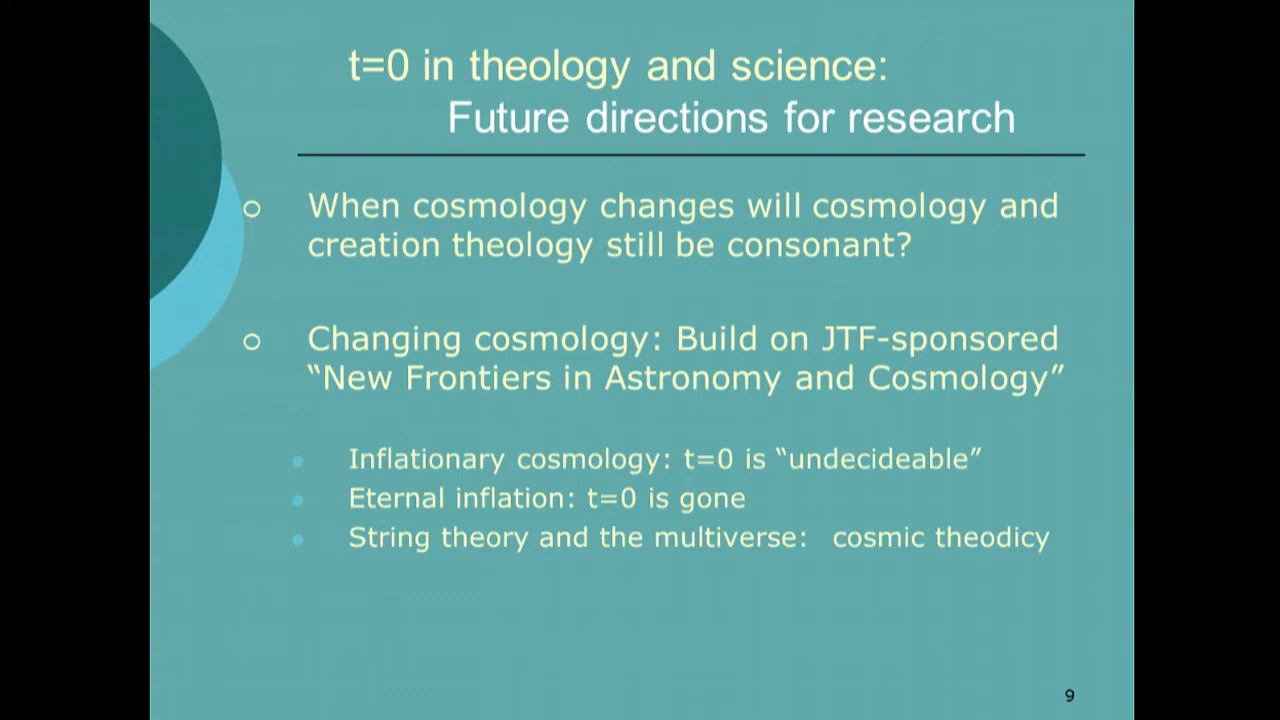 t=0 in theology and science:
Future directions for research
When cosmology changes will cosmology and
creation theology still be consonant?
Changing cosmology: Build on JTF-sponsored
“New Frontiers in Astronomy and Cosmology”
Inflationary cosmology: t=0 is “undecideable”
Eternal inflation: t=0 is gone
String theory and the multiverse: cosmic theodicy
9